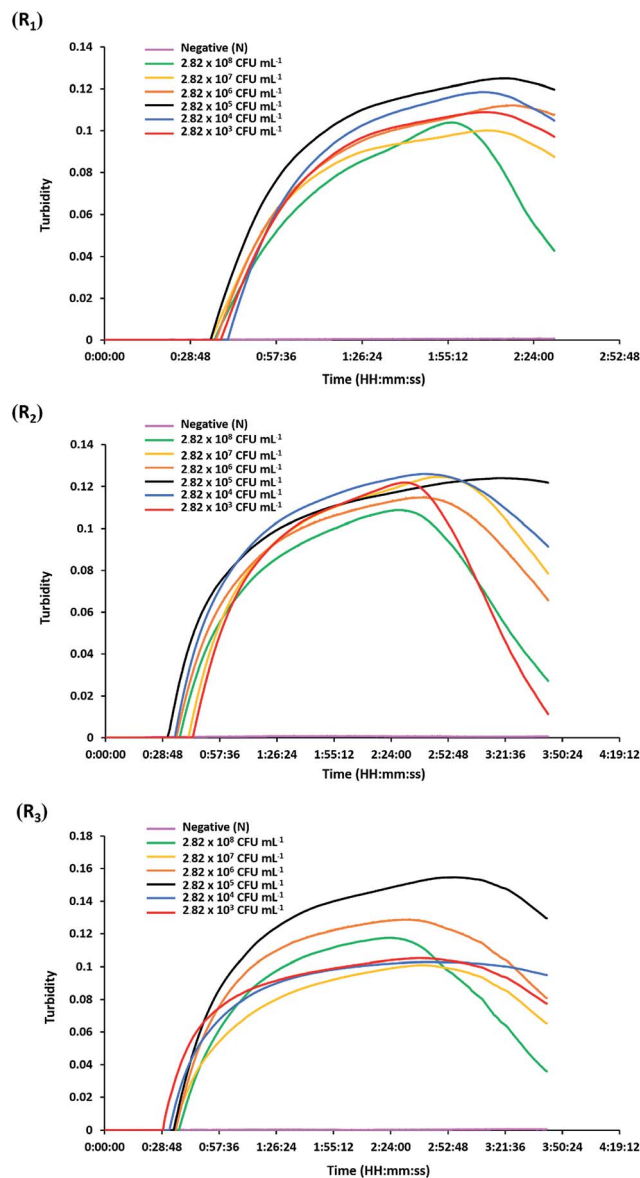 (R1)
Negative (N)
2.82 x 10⁸ CFU mL⁻¹
2.82 x 10⁷ CFU mL⁻¹
2.82 x 10⁶ CFU mL⁻¹
2.82 x 10⁵ CFU mL⁻¹
2.82 x 10⁴ CFU mL⁻¹
2.82 x 10³ CFU mL⁻¹
0.14
0.12
0.1
0.08
0.06
0.04
0.02
0
Turbidity
0:00:00 0:28:48 0:57:36 1:26:24 1:55:12 2:24:00 2:52:48
Time (HH:mm:ss)
(R2)
Negative (N)
2.82 x 10⁸ CFU mL⁻¹
2.82 x 10⁷ CFU mL⁻¹
2.82 x 10⁶ CFU mL⁻¹
2.82 x 10⁵ CFU mL⁻¹
2.82 x 10⁴ CFU mL⁻¹
2.82 x 10³ CFU mL⁻¹
0.14
0.12
0.1
0.08
0.06
0.04
0.02
0
Turbidity
0:00:00 0:28:48 0:57:36 1:26:24 1:55:12 2:24:00 2:52:48 3:21:36 3:50:24 4:19:12
Time (HH:mm:ss)
(R3)
Negative (N)
2.82 x 10⁸ CFU mL⁻¹
2.82 x 10⁷ CFU mL⁻¹
2.82 x 10⁶ CFU mL⁻¹
2.82 x 10⁵ CFU mL⁻¹
2.82 x 10⁴ CFU mL⁻¹
2.82 x 10³ CFU mL⁻¹
0.18
0.16
0.14
0.12
0.1
0.08
0.06
0.04
0.02
0
Turbidity
0:00:00 0:28:48 0:57:36 1:26:24 1:55:12 2:24:00 2:52:48 3:21:36 3:50:24 4:19:12
Time (HH:mm:ss)